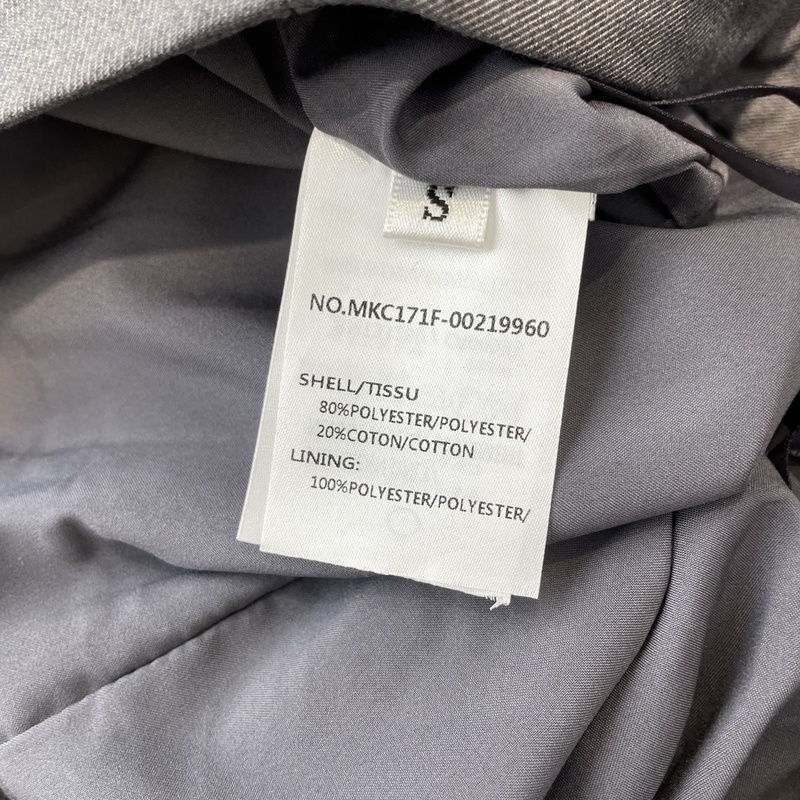 S
NO.MKC171F-00219960
SHELL/TISSU
80%POLYESTER/POLYESTER/
20%COTON/COTTON
LINING:
100%POLYESTER/POLYESTER/